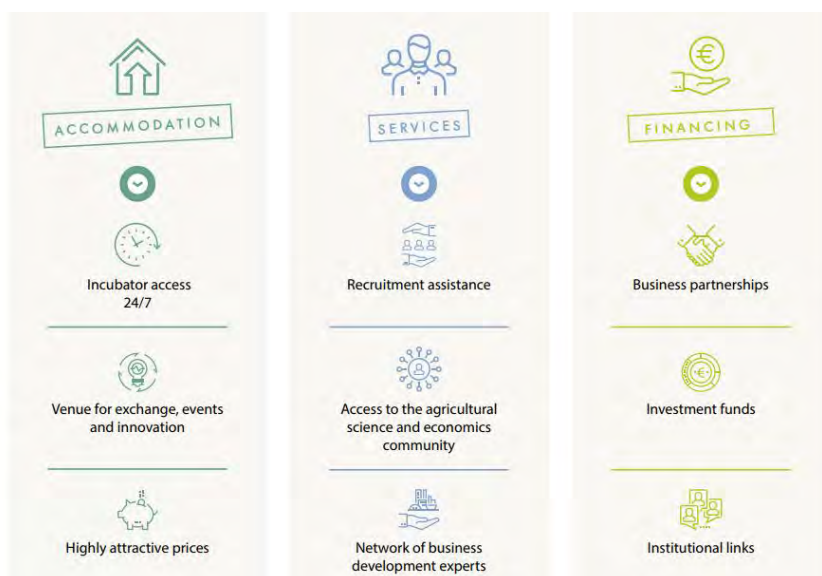 ACCOMMODATION
Incubator access
24/7
Venue for exchange, events
and innovation
Highly attractive prices
SERVICES
Recruitment assistance
Access to the agricultural
science and economics
community
Network of business
development experts
FINANCING
Business partnerships
Investment funds
Institutional links